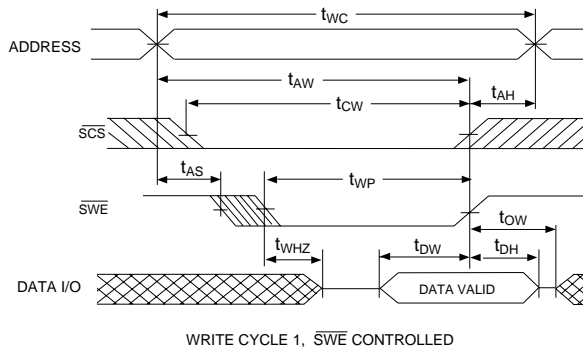 tWC
ADDRESS
tAW
tCW
tAH
SCS
tAS
tWP
SWE
tOW
tWHZ
tDW
tDH
DATA I/O
DATA VALID
WRITE CYCLE 1, SWE CONTROLLED